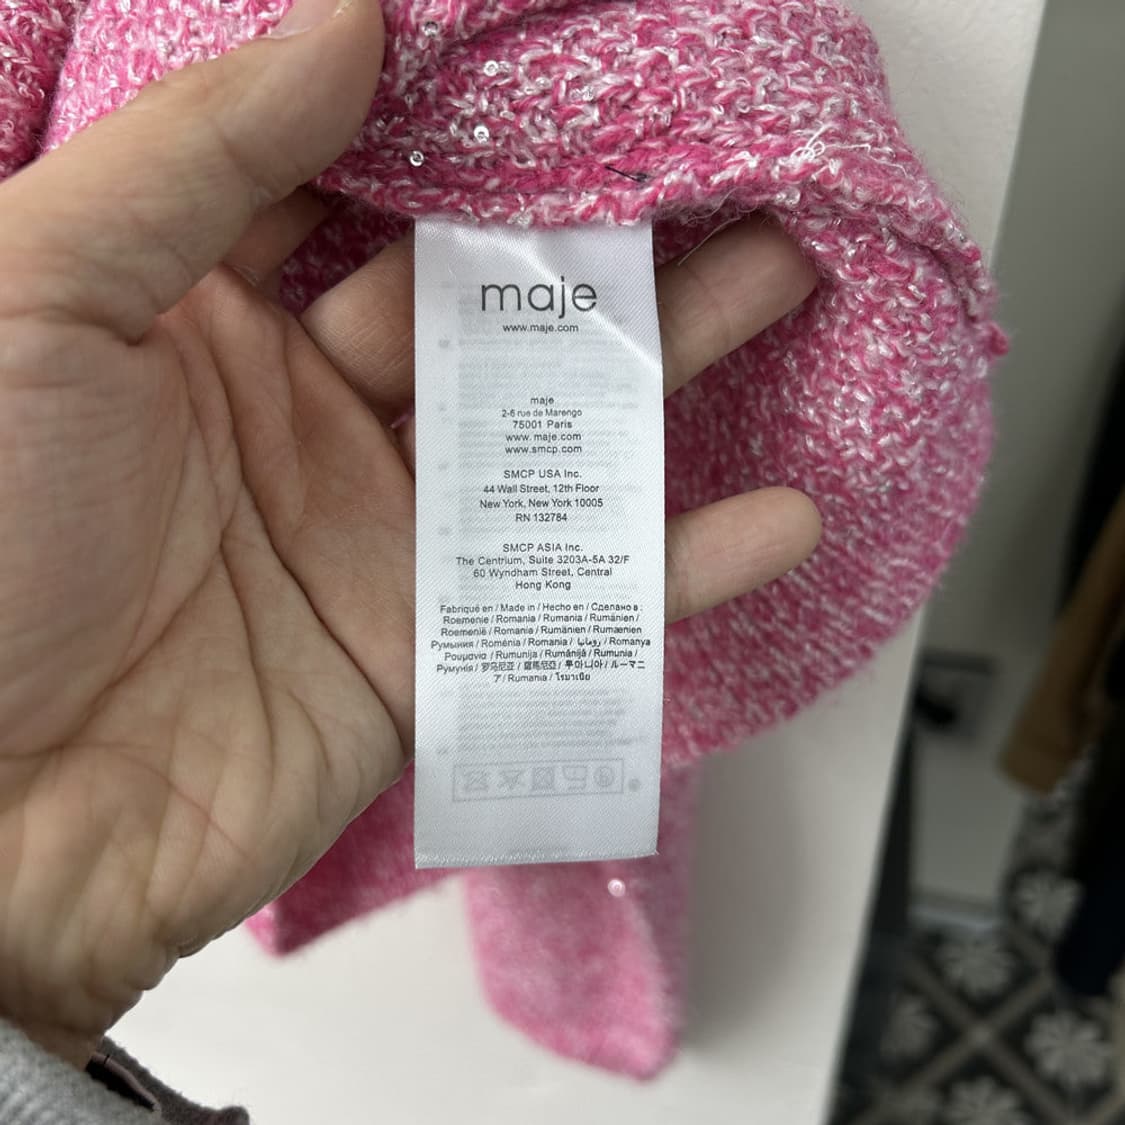 maje
www.maje.com
maje
2-6 rue de Marengo
75001 Paris
www. maje.com
www.smcp.com
SMCP USA Inc.
44 Wall Street, 12th Floor
New York, New York 10005
RN 132784
SMCP ASIA Inc.
The Centrium, Suite 3203A-5A 32/F
60 Wyndham Street, Central
Hong Kong
Fabriqué en / Made in / Hecho en / Сделано в :
Roemenie / Romania / Rumania / Rumänien /
Roemenië / Romania / Rumänien / Rumænien
Румыния / Roménia / Romania / رومانيا / Romanya
Ρουμανία / Rumunija / Rumānijā / Rumunia /
Румунія / 罗马尼亚 / 羅馬尼亞 / 루마니아 / ルーマニ
ア / Rumania / โรมาเนีย